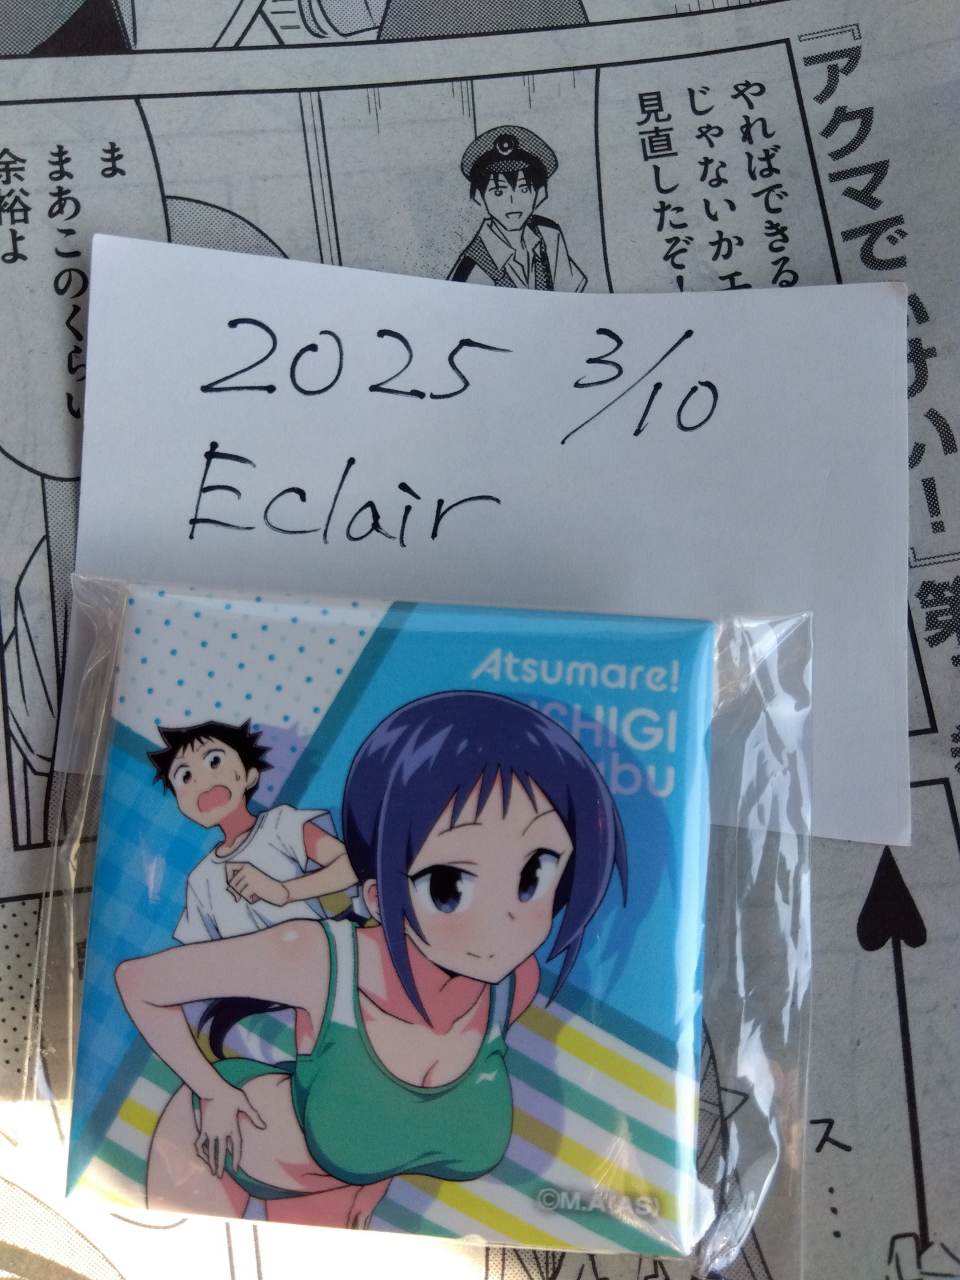 『アクマでいけハ!』
やればできる
じゃないかエ
見直したぞ!
ま
まあこのくらい
余裕よ
2025 3/10
Eclair
Atsumare!
SHIGI
bu
©M.A(AS)
ス…